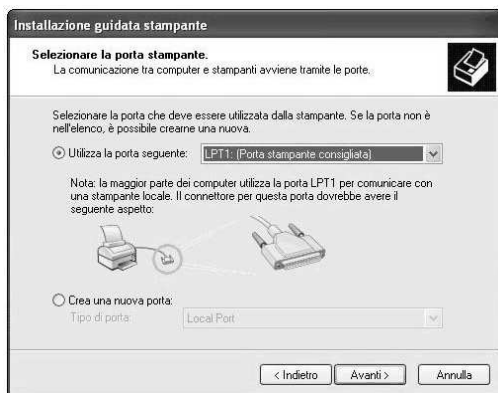 Installazione guidata stampante
Selezionare la porta stampante.
La comunicazione tra computer e stampanti avviene tramite le porte.
Selezionare la porta che deve essere utilizzata dalla stampante. Se la porta non è
nell'elenco, è possibile crearne una nuova.
Utilizza la porta seguente: LPT1: (Porta stampante consigliata)
Nota: la maggior parte dei computer utilizza la porta LPT1 per comunicare con
una stampante locale. Il connettore per questa porta dovrebbe avere il
seguente aspetto:
Crea una nuova porta:
Tipo di porta: Local Port
< Indietro Avanti > Annulla